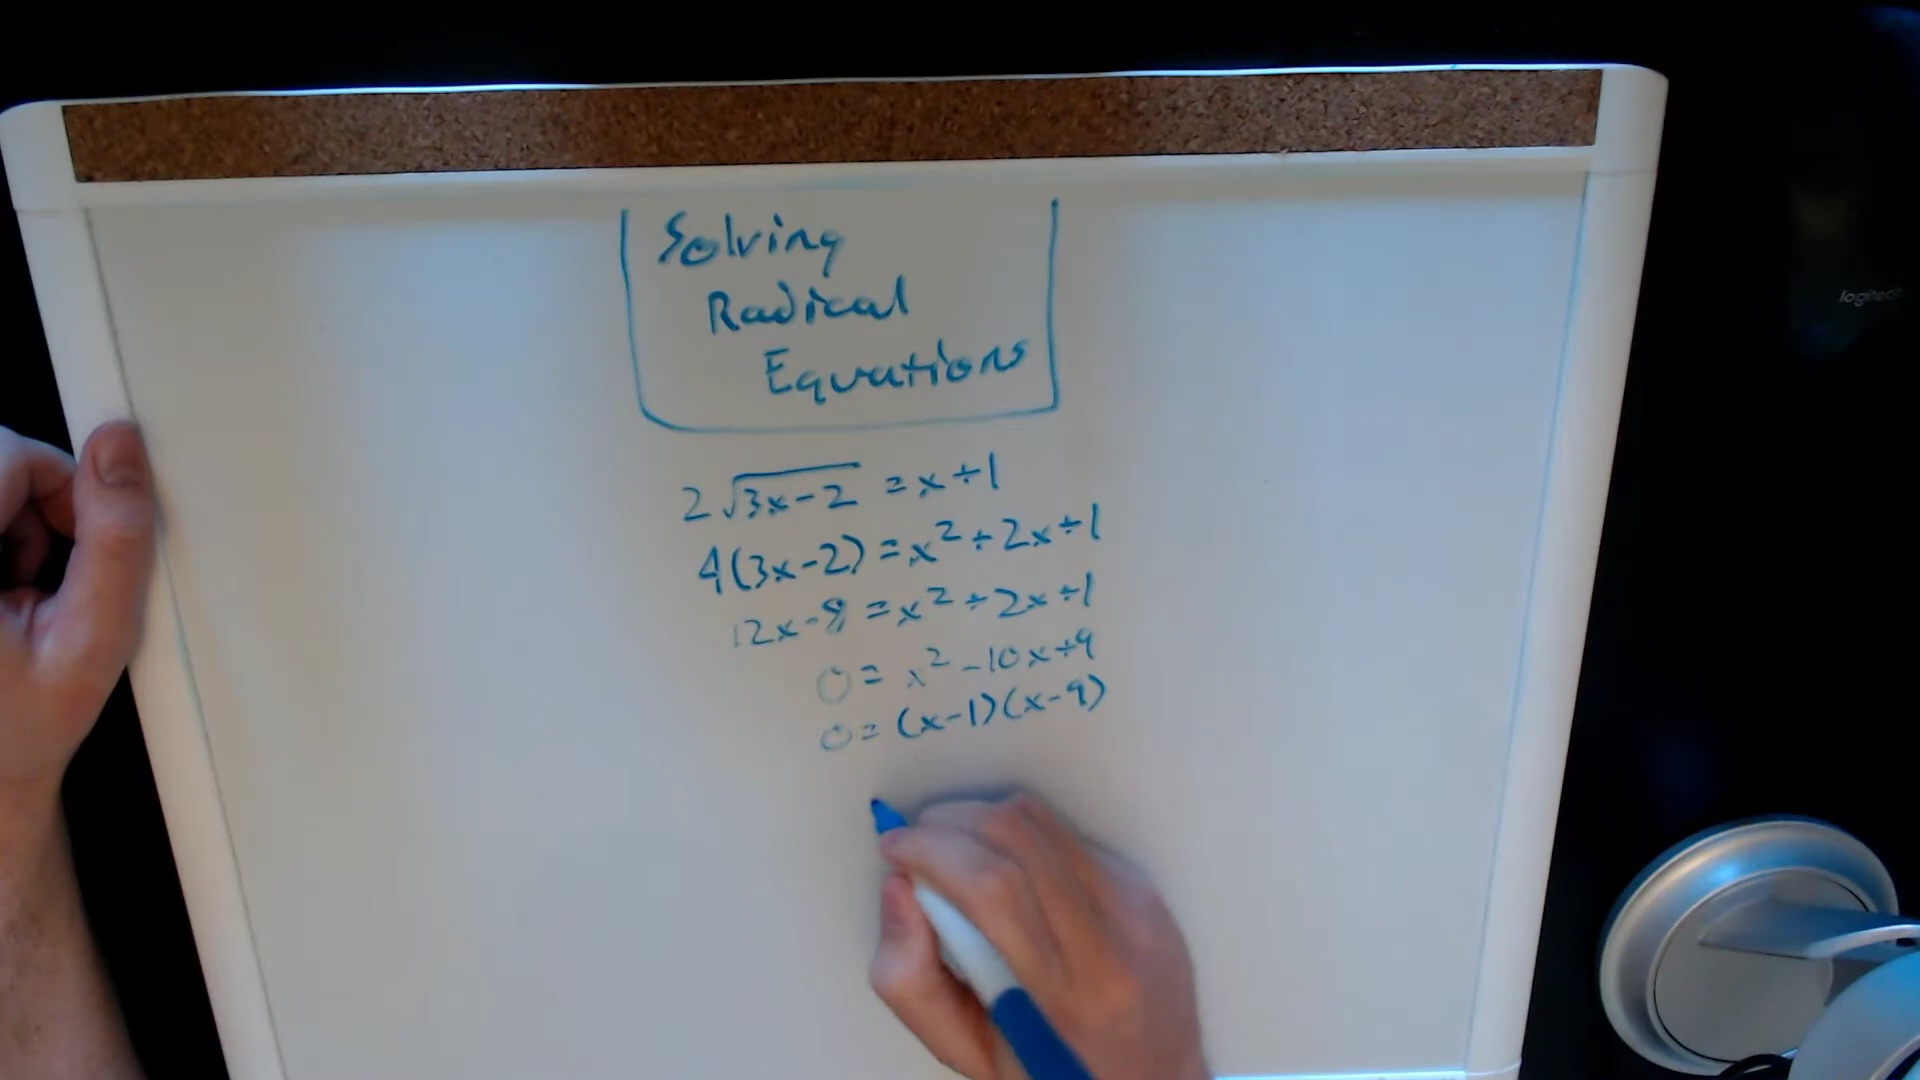 Solving
Radical
Equations
2√(3x-2) = x+1
4(3x-2) = x²+2x+1
12x-8 = x²+2x+1
0 = x²-10x+9
0 = (x-1)(x-9)
logitech